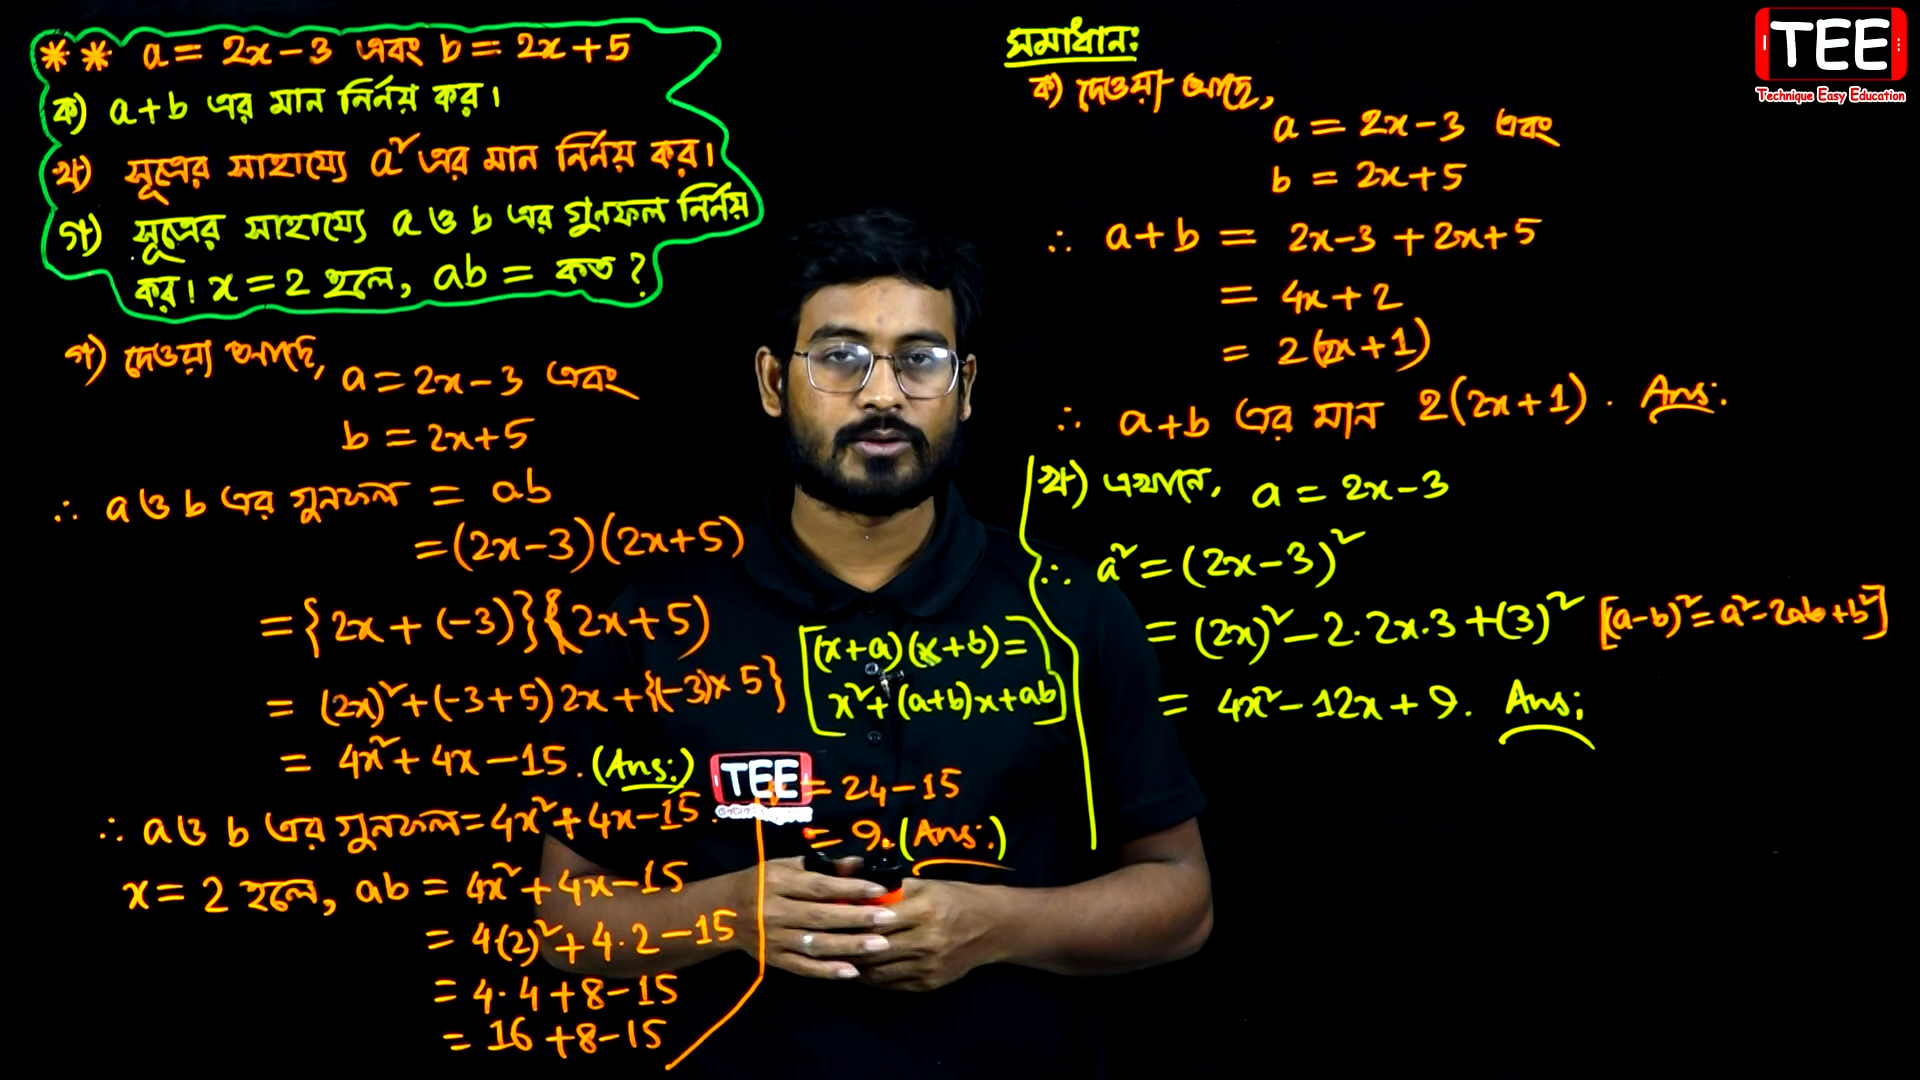 ** a = 2x-3 এবং b = 2x+5
ক) a+b এর মান নির্নয় কর।
খ) সূত্রের সাহায্যে a² এর মান নির্নয় কর।
গ) সূত্রের সাহায্যে a ও b এর গুণফল নির্নয়
কর। x = 2 হলে, ab = কত?
গ) দেওয়া আছে,
a = 2x-3 এবং
b = 2x+5
∴ a ও b এর গুনফল = ab
= (2x-3)(2x+5)
= {2x+(-3)}{2x+5)
= (2x)²+(-3+5)2x+{(-3)×5}
[(x+a)(x+b)=
x²+(a+b)x+ab]
= 4x²+4x-15. (Ans:)
∴ a ও b এর গুনফল = 4x²+4x-15.
x = 2 হলে, ab = 4x²+4x-15
= 4(2)²+4·2-15
= 4·4+8-15
= 16+8-15
= 24-15
= 9. (Ans:)
সমাধান:
ক) দেওয়া আছে,
a = 2x-3 এবং
b = 2x+5
∴ a+b = 2x-3+2x+5
= 4x+2
= 2(2x+1)
∴ a+b এর মান 2(2x+1). Ans:
খ) এখানে, a = 2x-3
∴ a² = (2x-3)²
= (2x)²-2·2x·3+(3)² [(a-b)²=a²-2ab+b²]
= 4x²-12x+9. Ans:
TEE
Technique Easy Education
TEE